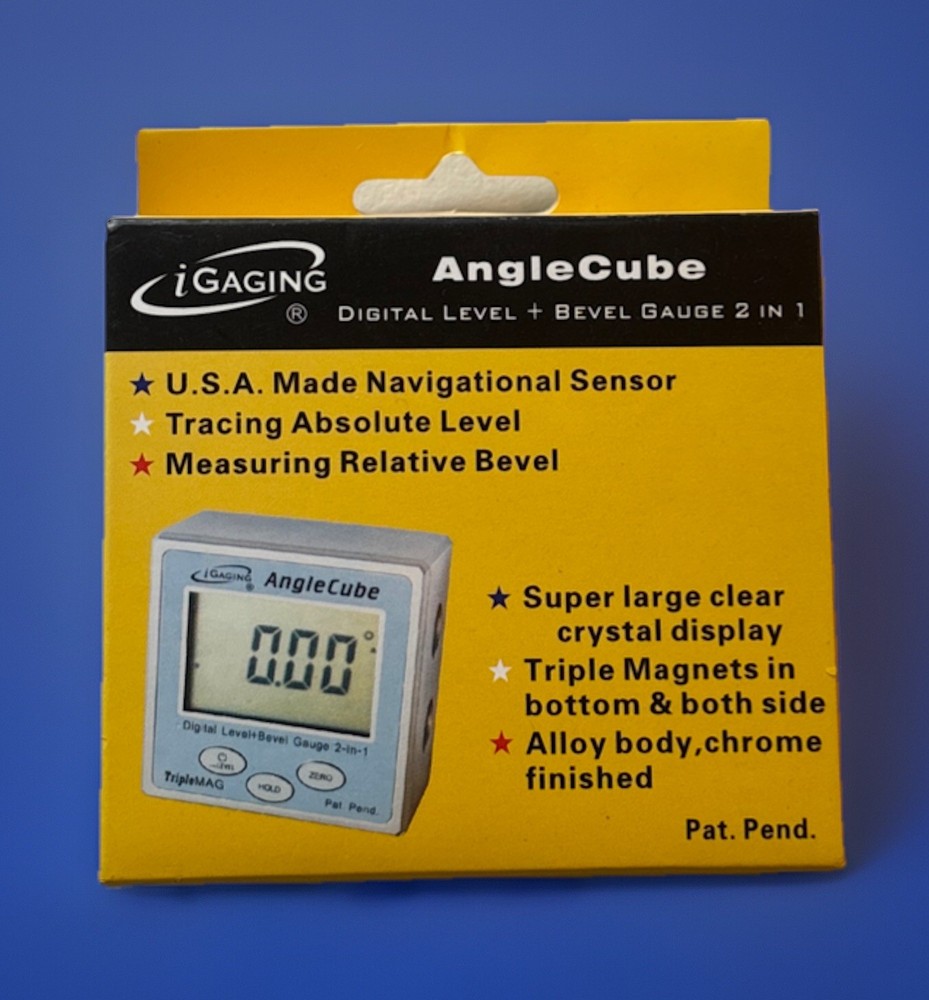 iGAGING
®
AngleCube
DIGITAL LEVEL + BEVEL GAUGE 2 IN 1
★ U.S.A. Made Navigational Sensor
★ Tracing Absolute Level
★ Measuring Relative Bevel
iGAGING
®
AngleCube
0.00°
Digital Level+Bevel Gauge 2-in-1
LEVEL
ZERO
TripleMAG
HOLD
Pat. Pend.
★ Super large clear
crystal display
★ Triple Magnets in
bottom & both side
★ Alloy body,chrome
finished
Pat. Pend.